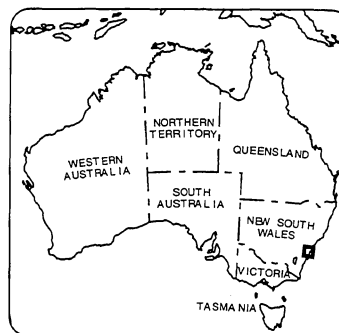 NORTHERN
TERRITORY
WESTERN
AUSTRALIA
QUEENSLAND
SOUTH
AUSTRALIA
NEW SOUTH
WALES
VICTORIA
TASMANIA